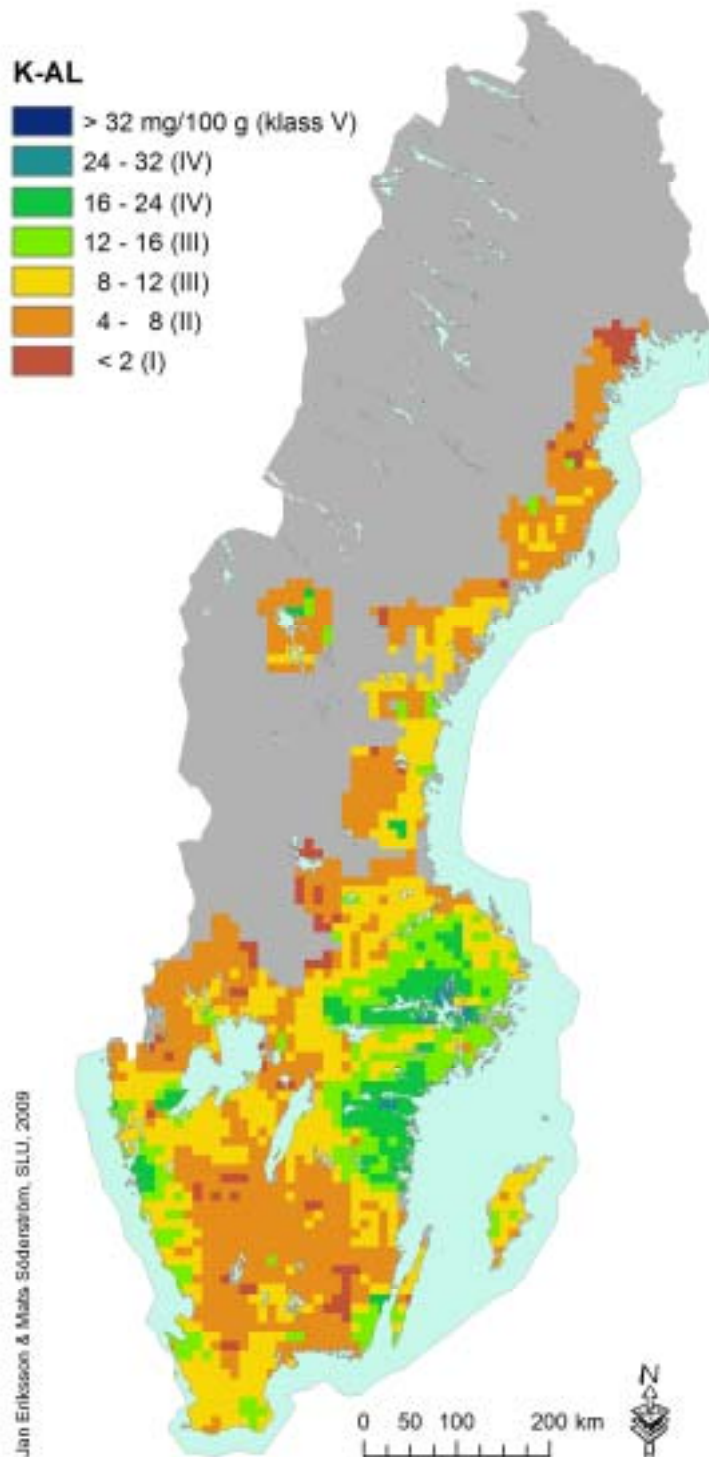 K-AL
> 32 mg/100 g (klass V)
24 - 32 (IV)
16 - 24 (IV)
12 - 16 (III)
8 - 12 (III)
4 - 8 (II)
< 2 (I)
Jan Eriksson & Mats Söderström, SLU, 2009
0 50 100 200 km
N